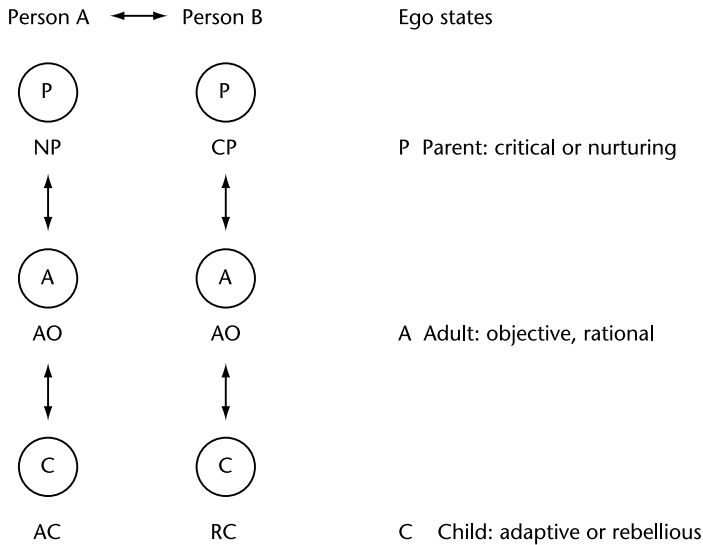 Person A Person B Ego states
P P
NP CP P Parent: critical or nurturing
A A
AO AO A Adult: objective, rational
C C
AC RC C Child: adaptive or rebellious